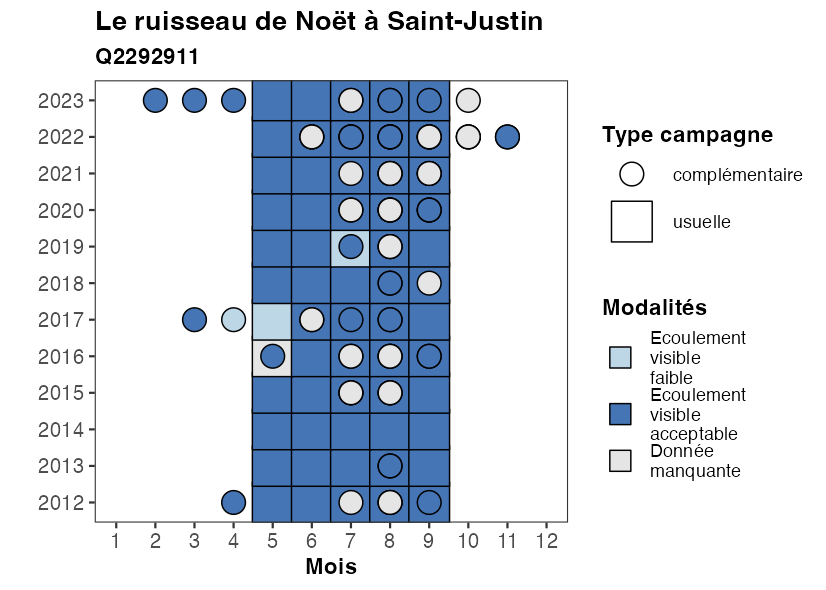 Le ruisseau de Noët à Saint-Justin
Q2292911
2023
2022
2021
2020
2019
2018
2017
2016
2015
2014
2013
2012
1 2 3 4 5 6 7 8 9 10 11 12
Mois
Type campagne
complémentaire
usuelle
Modalités
Ecoulement
visible
faible
Ecoulement
visible
acceptable
Donnée
manquante